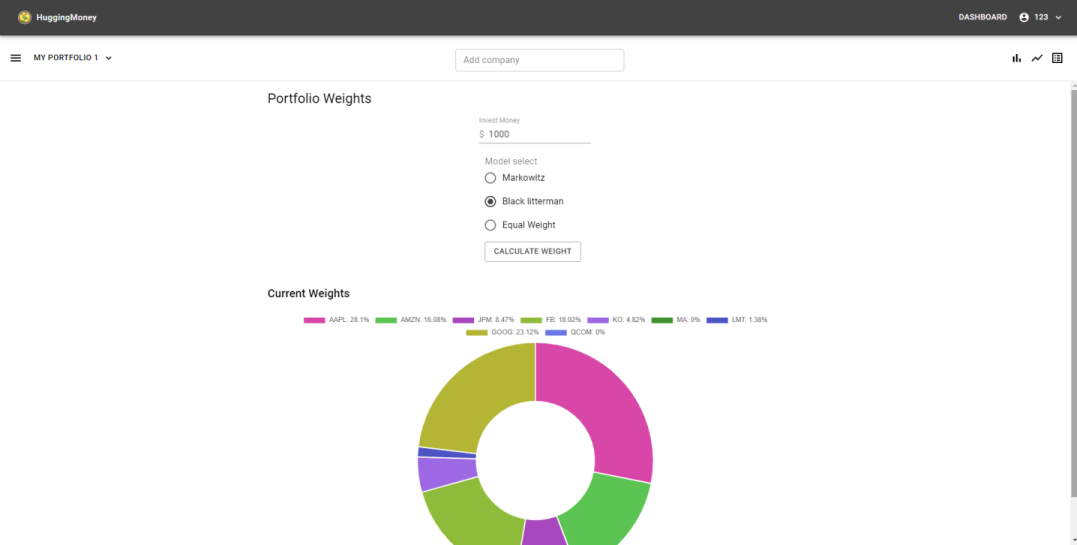 HuggingMoney
DASHBOARD 123
MY PORTFOLIO 1
Add company
Portfolio Weights
Invest Money
$ 1000
Model select
Markowitz
Black litterman
Equal Weight
CALCULATE WEIGHT
Current Weights
AAPL: 28.1% AMZN: 16.08% JPM: 8.47% FB: 18.02% KO: 4.82% MA: 0% LMT: 1.38%
GOOG: 23.12% QCOM: 0%